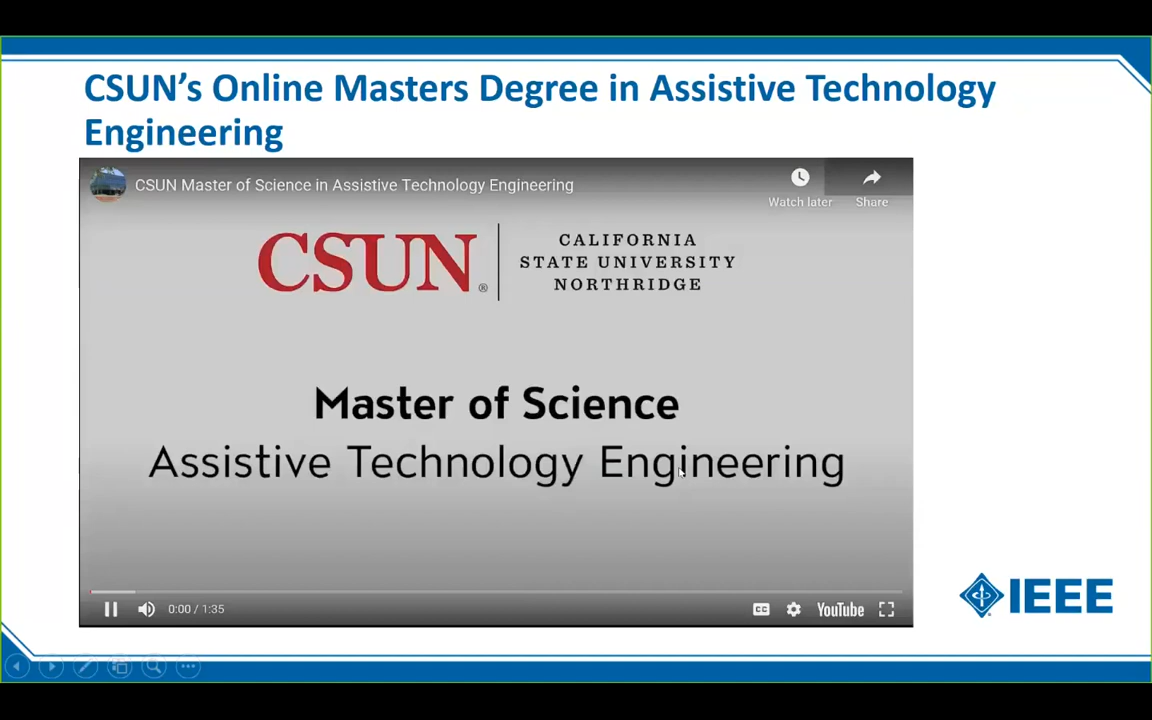 CSUN’s Online Masters Degree in Assistive Technology
Engineering
CSUN Master of Science in Assistive Technology Engineering
Watch later
Share
CSUN®
CALIFORNIA
STATE UNIVERSITY
NORTHRIDGE
Master of Science
Assistive Technology Engineering
0:00 / 1:35
CC
YouTube
IEEE